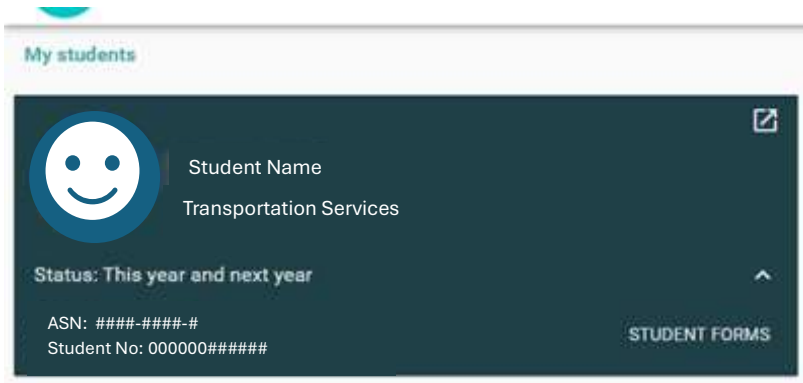 My students
Student Name
Transportation Services
Status: This year and next year
ASN: ####-####-#
Student No: 000000######
STUDENT FORMS